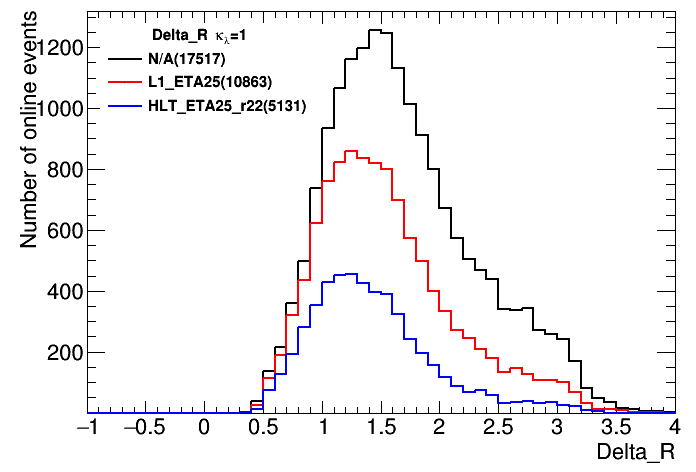 Delta_R κλ=1
N/A(17517)
L1_ETA25(10863)
HLT_ETA25_r22(5131)
Number of online events
1200
1000
800
600
400
200
−1 −0.5 0 0.5 1 1.5 2 2.5 3 3.5 4
Delta_R